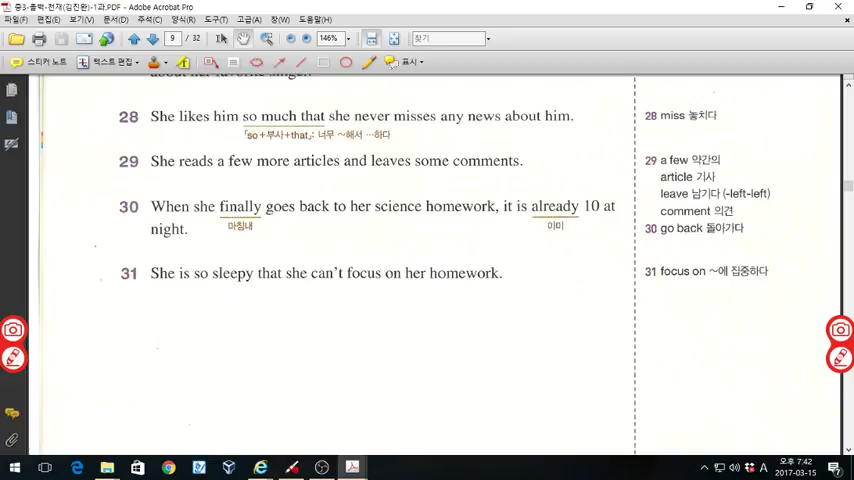 중3-출력-천재(김진완)-1과.PDF - Adobe Acrobat Pro
파일(F) 편집(E) 보기(V) 문서(D) 주석(C) 양식(R) 도구(T) 고급(A) 창(W) 도움말(H)
9 / 32 146% 찾기
스티커 노트 텍스트 편집 표시
about her favorite singer.
28 She likes him so much that she never misses any news about him.
「so+부사+that」: 너무 ~해서 …하다
28 miss 놓치다
29 She reads a few more articles and leaves some comments.
29 a few 약간의
article 기사
leave 남기다 (-left-left)
comment 의견
30 When she finally goes back to her science homework, it is already 10 at
마침내 이미
night.
30 go back 돌아가다
31 She is so sleepy that she can't focus on her homework.
31 focus on ~에 집중하다
A 오후 7:42
2017-03-15